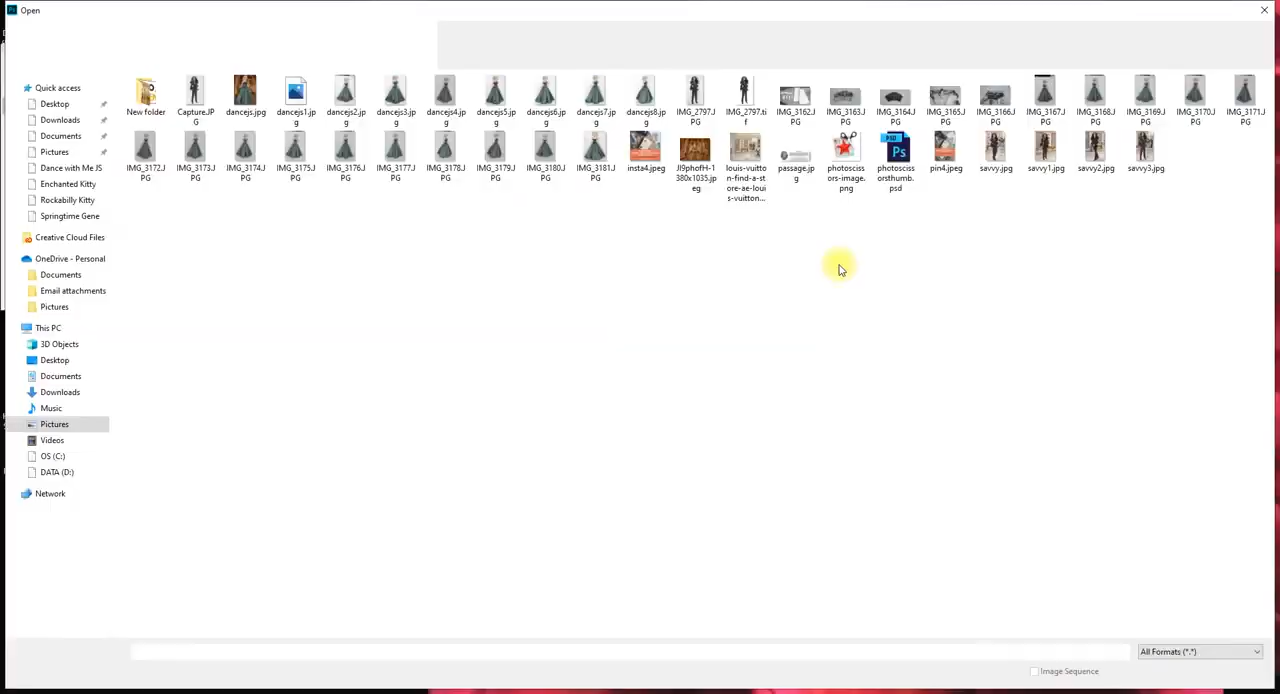 Open
Quick access
Desktop
Downloads
Documents
Pictures
Dance with Me JS
Enchanted Kitty
Rockabilly Kitty
Springtime Gene
Creative Cloud Files
OneDrive - Personal
Documents
Email attachments
Pictures
This PC
3D Objects
Desktop
Documents
Downloads
Music
Pictures
Videos
OS (C:)
DATA (D:)
Network
New folder
Capture.JPG
dancejs.jpg
dancejs1.jpg
dancejs2.jpg
dancejs3.jpg
dancejs4.jpg
dancejs5.jpg
dancejs6.jpg
dancejs7.jpg
dancejs8.jpg
IMG_2797.JPG
IMG_2797.tif
IMG_3162.JPG
IMG_3163.JPG
IMG_3164.JPG
IMG_3165.JPG
IMG_3166.JPG
IMG_3167.JPG
IMG_3168.JPG
IMG_3169.JPG
IMG_3170.JPG
IMG_3171.JPG
IMG_3172.JPG
IMG_3173.JPG
IMG_3174.JPG
IMG_3175.JPG
IMG_3176.JPG
IMG_3177.JPG
IMG_3178.JPG
IMG_3179.JPG
IMG_3180.JPG
IMG_3181.JPG
insta4.jpeg
JI9phofH-1380x1035.jpeg
louis-vuitton-find-a-store-ae-louis-vuitton...
passage.jpg
photoscissors-image.png
photoscissorsthumb.psd
pin4.jpeg
savvy.jpg
savvy1.jpg
savvy2.jpg
savvy3.jpg
PSD
Ps
All Formats (*.*)
Image Sequence